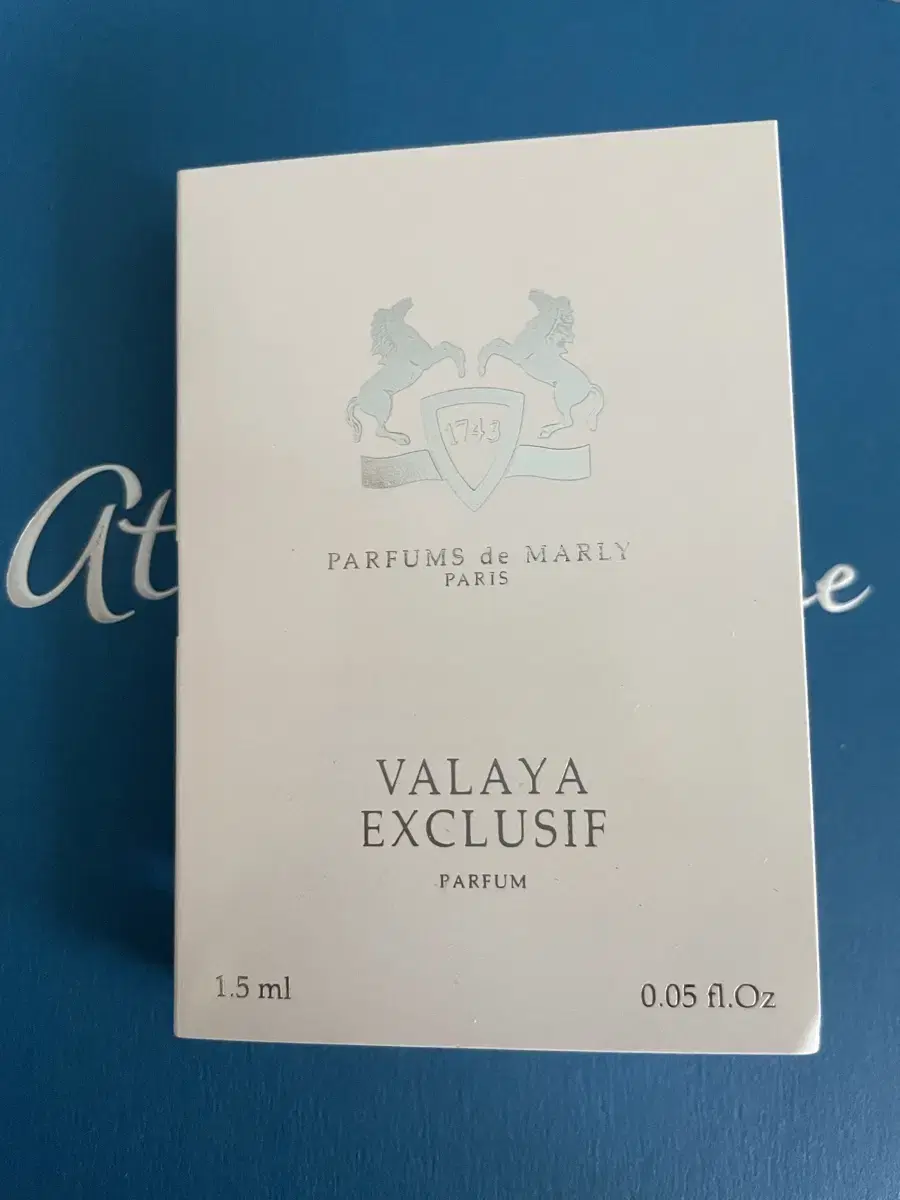 1743
PARFUMS de MARLY
PARIS
VALAYA
EXCLUSIF
PARFUM
1.5 ml
0.05 fl.Oz